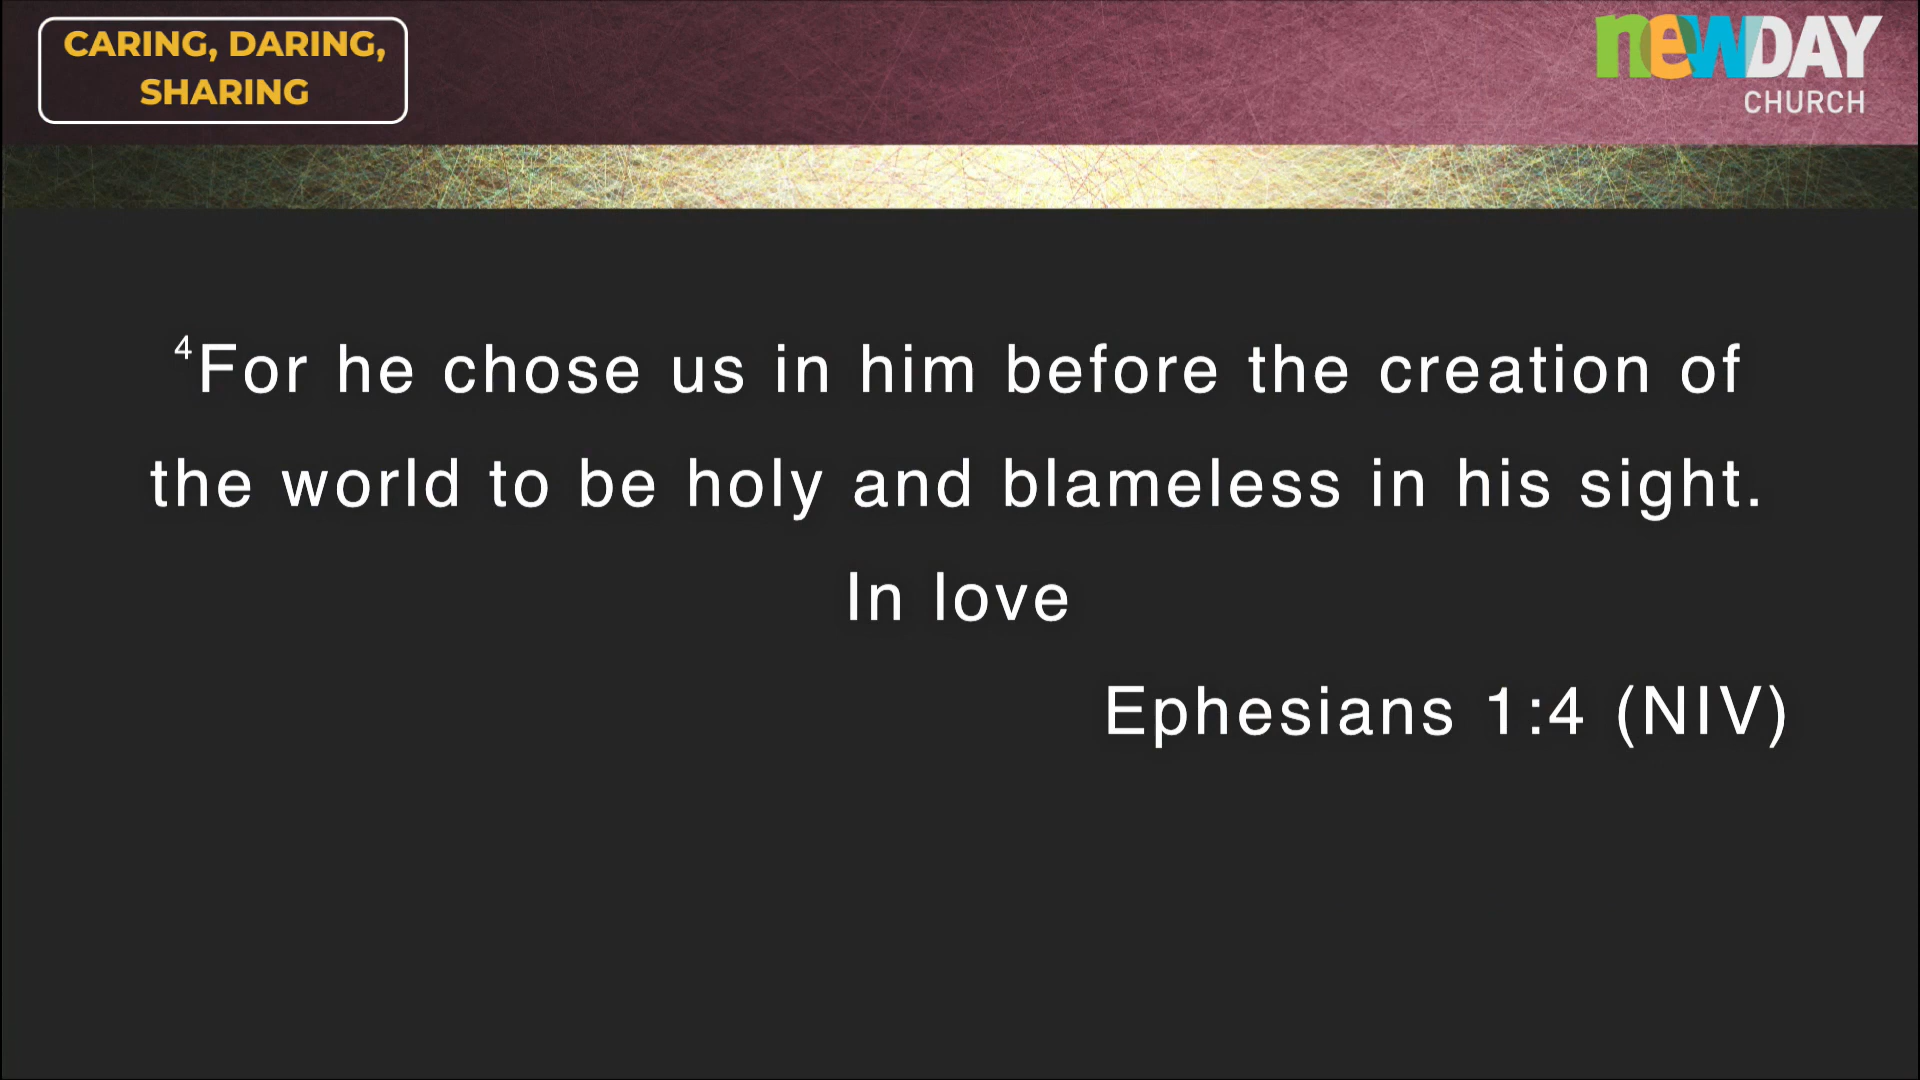 CARING, DARING,
SHARING
newDAY
CHURCH
⁴For he chose us in him before the creation of
the world to be holy and blameless in his sight.
In love
Ephesians 1:4 (NIV)